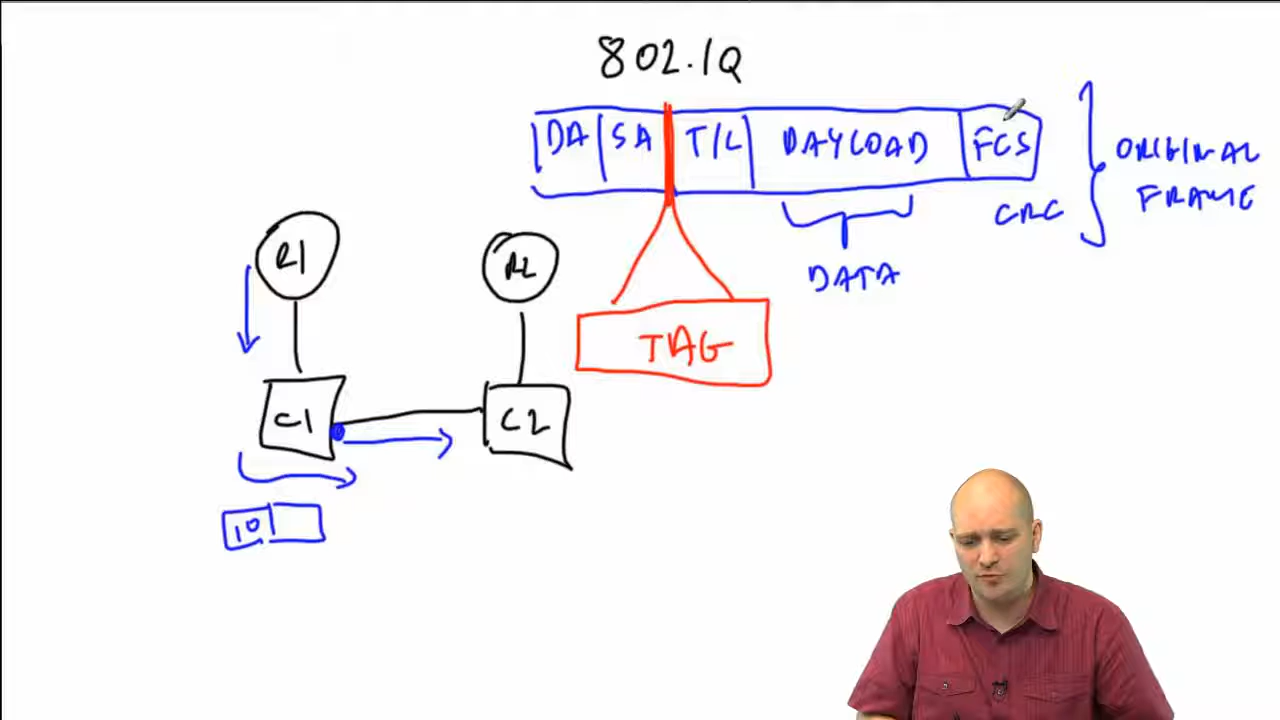 802.1Q
DA SA T/L PAYLOAD FCS
ORIGINAL
FRAME
CRC
DATA
TAG
R1
R2
C1
C2
10